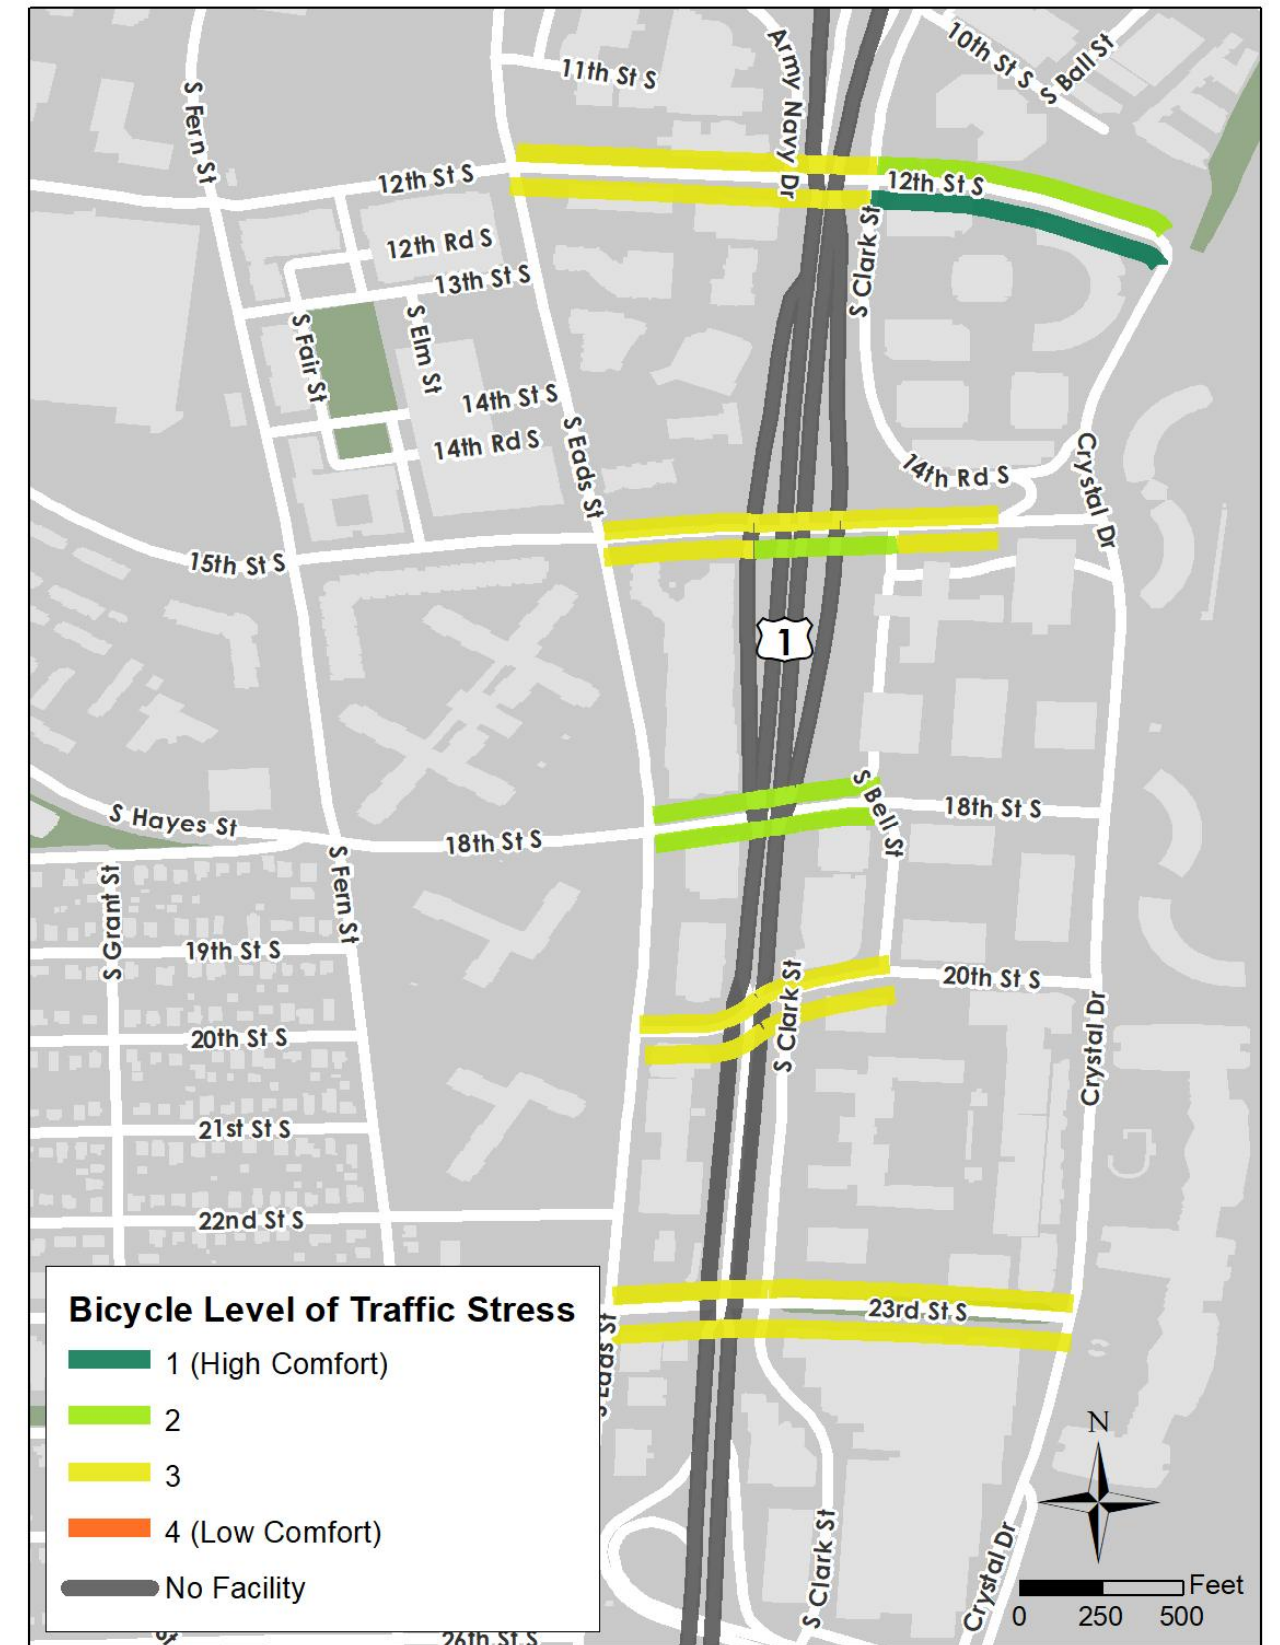 Army Navy Dr
10th St S
S Ball St
11th St S
S Fern St
12th St S
12th St S
12th Rd S
S Clark St
13th St S
S Fair St
S Elm St
14th St S
14th Rd S
S Eads St
14th Rd S
Crystal Dr
15th St S
1
S Hayes St
18th St S
S Bell St
18th St S
S Grant St
S Fern St
19th St S
20th St S
S Clark St
20th St S
Crystal Dr
21st St S
22nd St S
23rd St S
S Eads St
Bicycle Level of Traffic Stress
1 (High Comfort)
2
3
4 (Low Comfort)
No Facility
N
S Clark St
Crystal Dr
Feet
0 250 500
26th St S
St